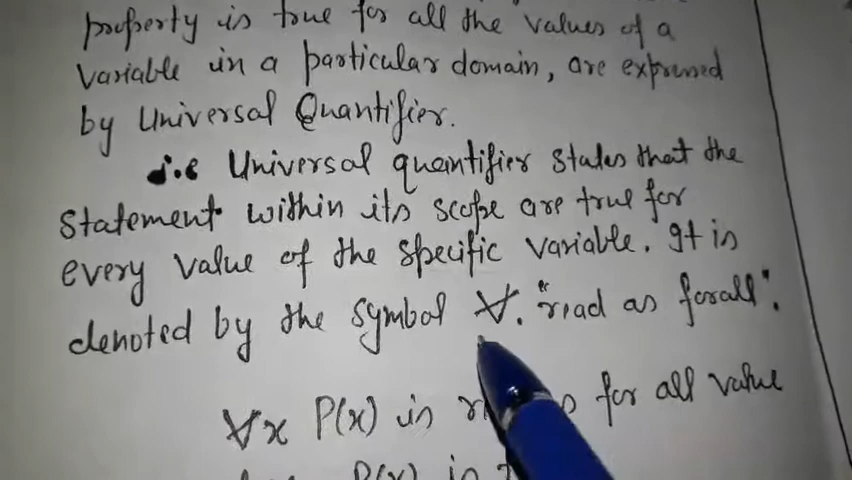 property is true for all the values of a
variable in a particular domain, are expressed
by Universal Quantifier.
i.e Universal quantifier states that the
statement within its scope are true for
every value of the specific variable. It is
denoted by the symbol ∀. "read as forall".
∀x P(x) is for all value
P(x) is